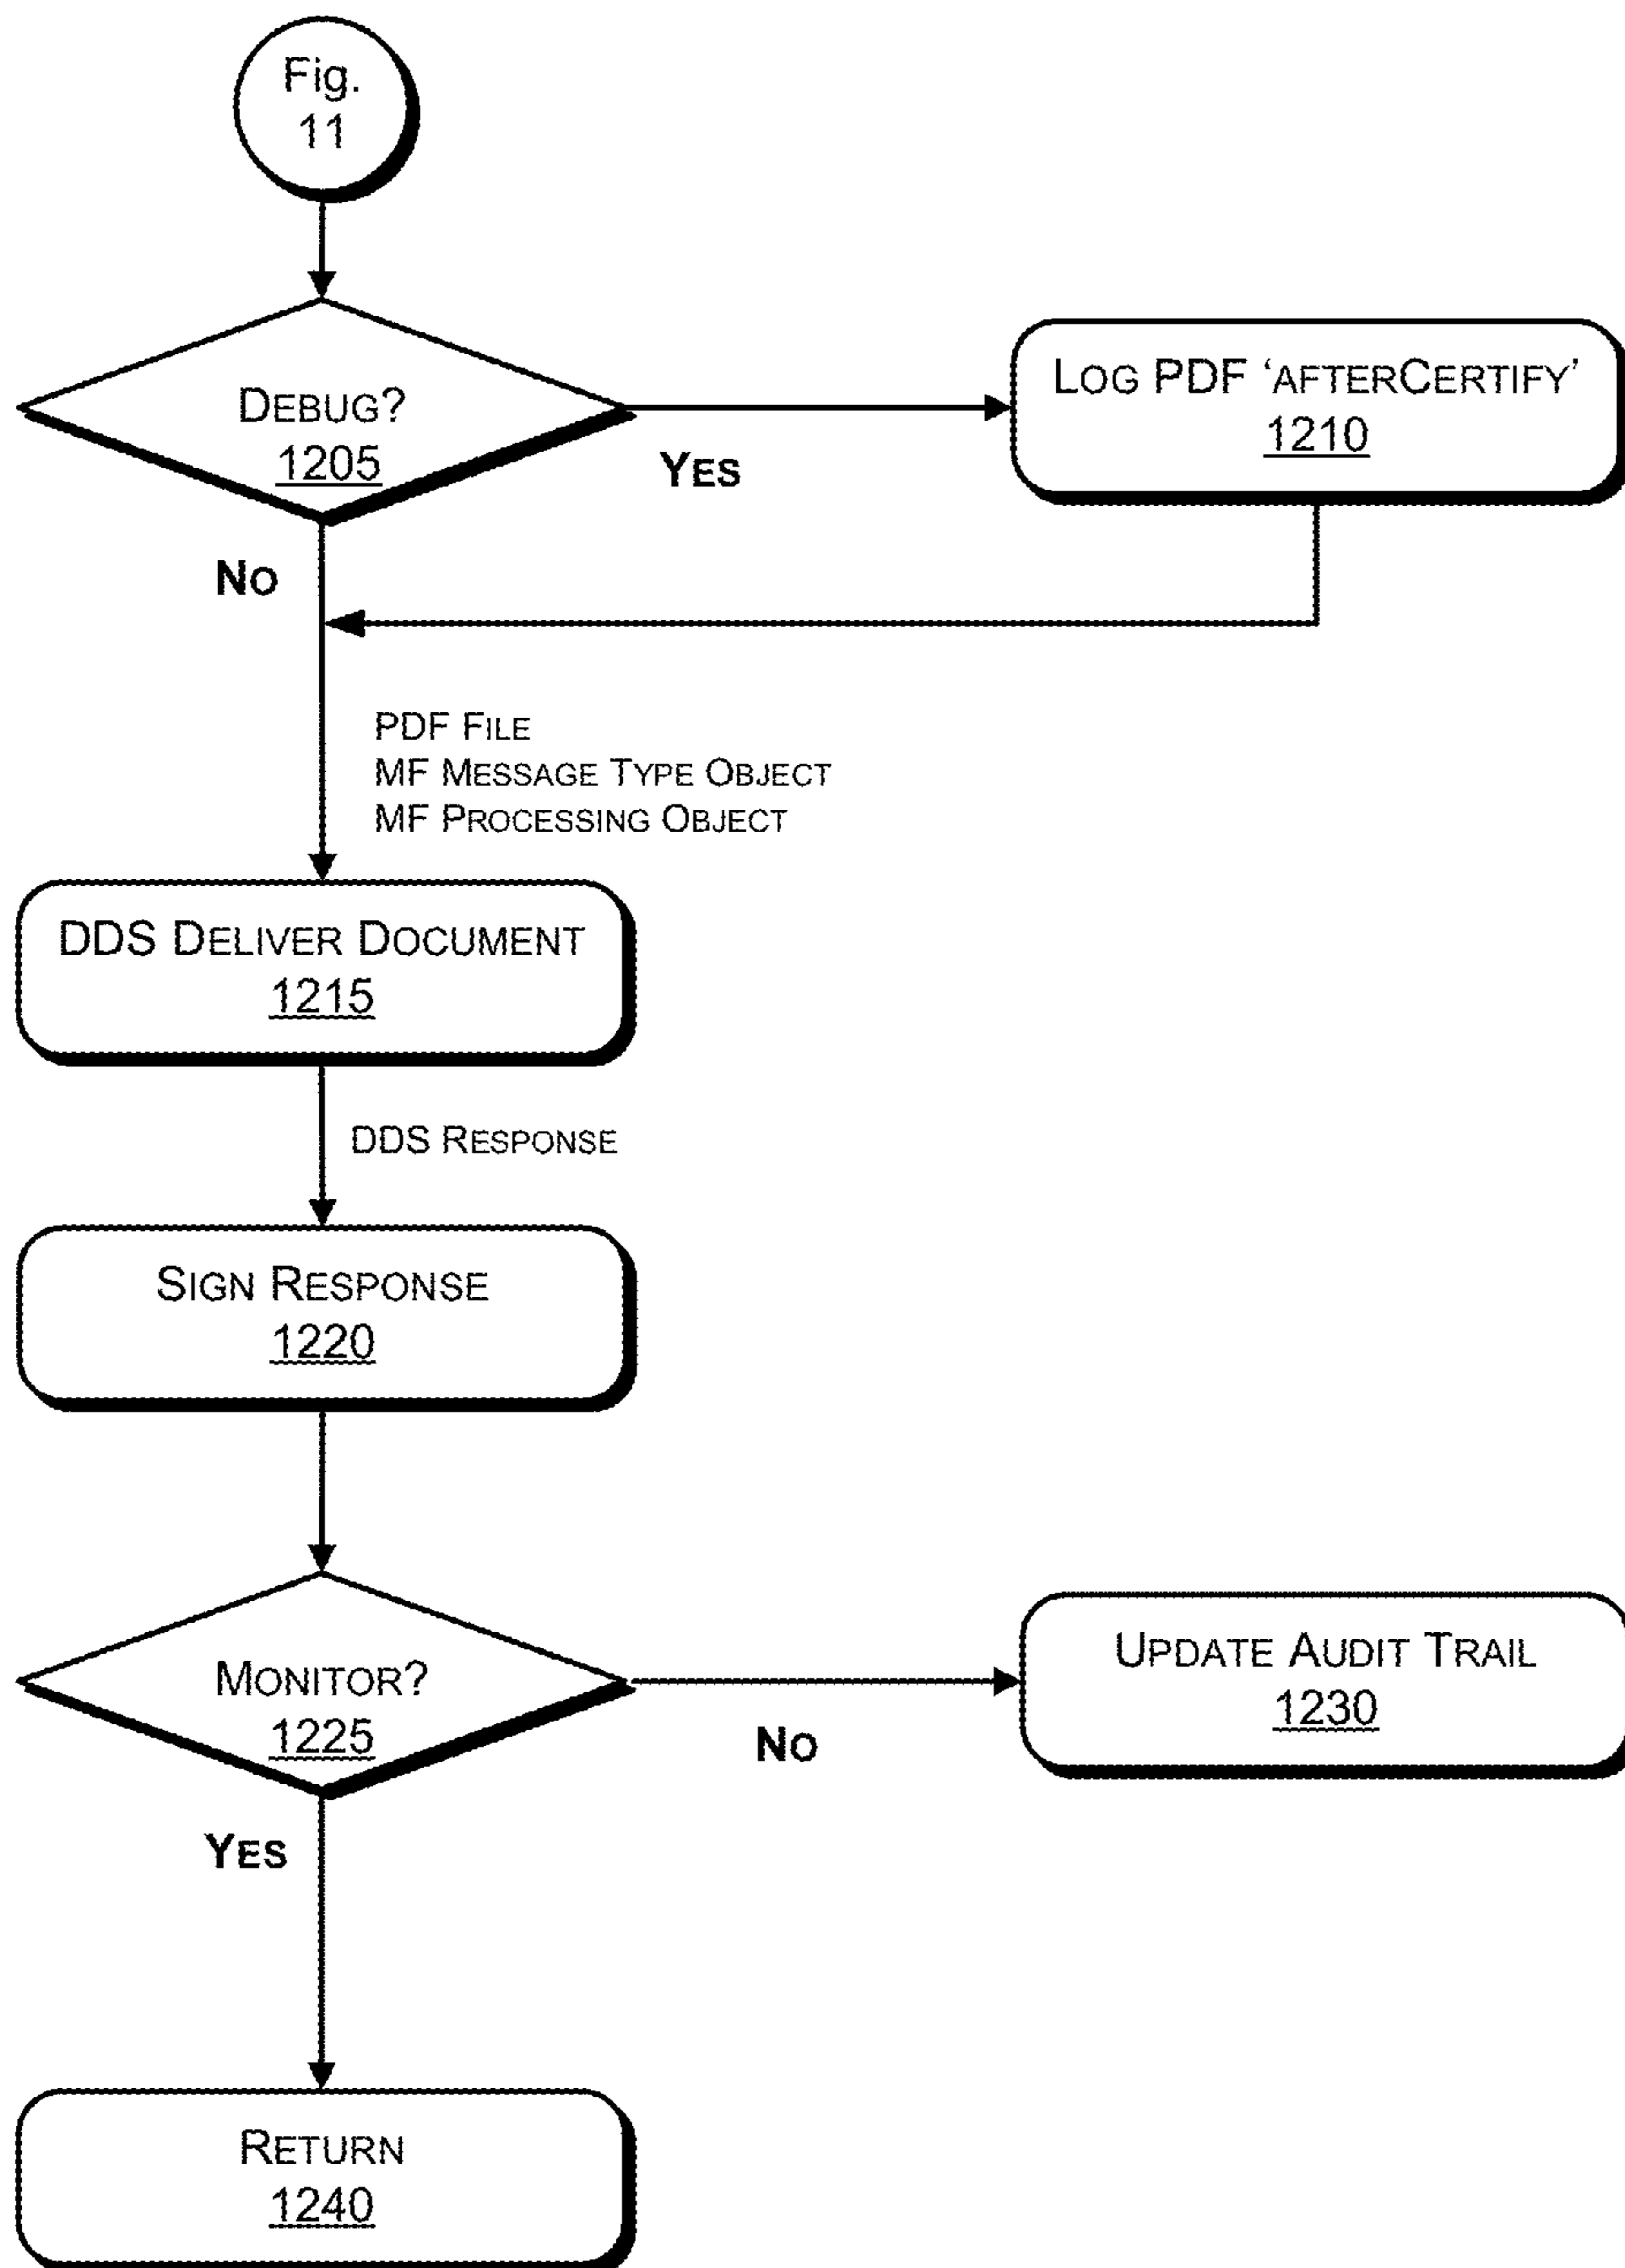 Fig.
11
DEBUG?
1205
YES
LOG PDF ‘AFTERCERTIFY’
1210
NO
PDF FILE
MF MESSAGE TYPE OBJECT
MF PROCESSING OBJECT
DDS DELIVER DOCUMENT
1215
DDS RESPONSE
SIGN RESPONSE
1220
MONITOR?
1225
NO
UPDATE AUDIT TRAIL
1230
YES
RETURN
1240